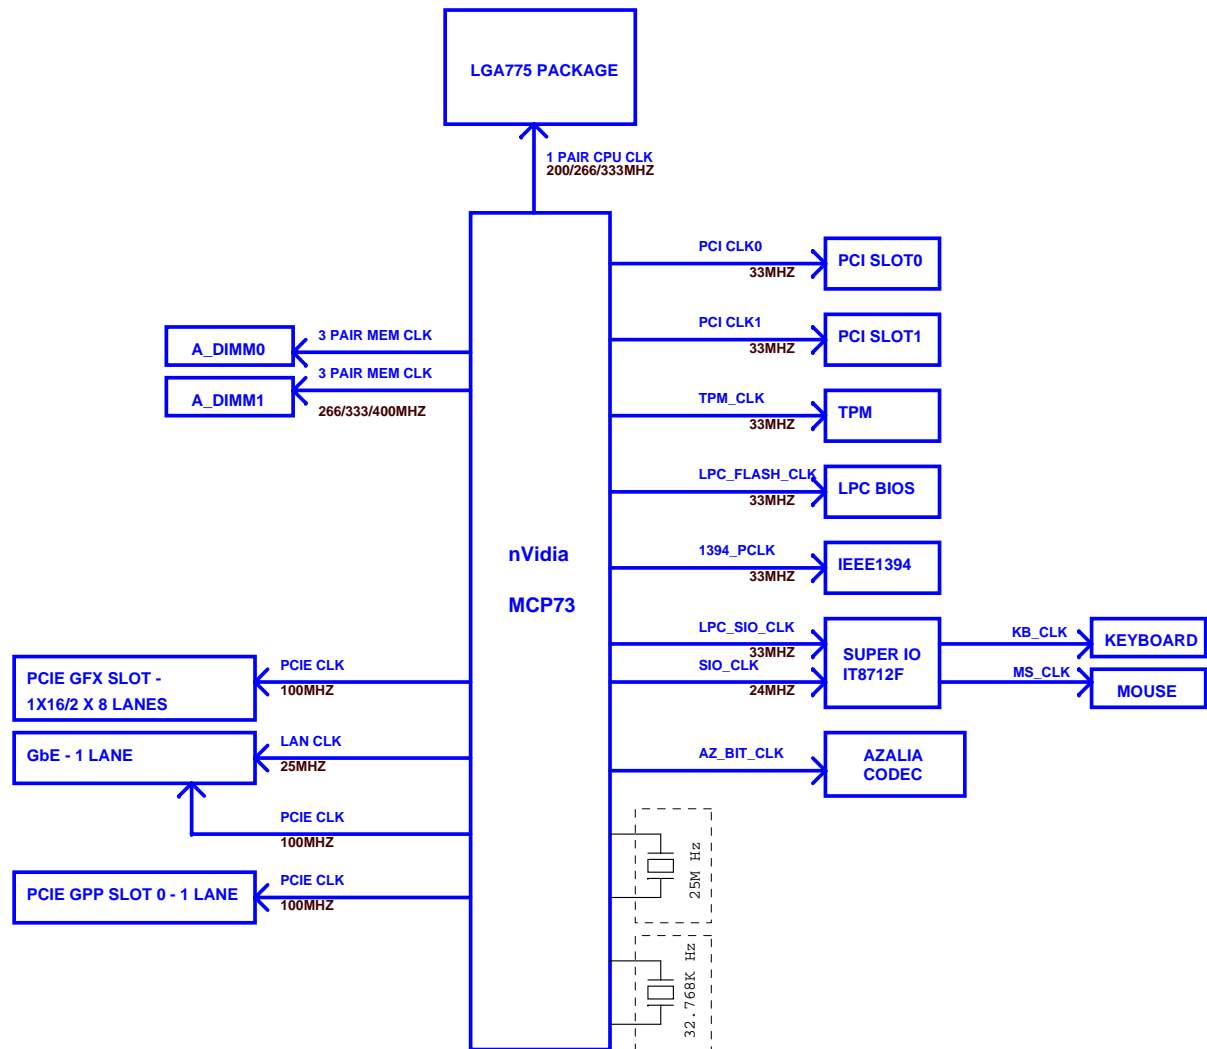 LGA775 PACKAGE
1 PAIR CPU CLK
200/266/333MHZ
PCI CLK0
33MHZ
PCI SLOT0
PCI CLK1
33MHZ
PCI SLOT1
3 PAIR MEM CLK
A_DIMM0
3 PAIR MEM CLK
A_DIMM1
266/333/400MHZ
TPM_CLK
33MHZ
TPM
LPC_FLASH_CLK
33MHZ
LPC BIOS
nVidia
MCP73
1394_PCLK
33MHZ
IEEE1394
LPC_SIO_CLK
33MHZ
SIO_CLK
24MHZ
SUPER IO
IT8712F
KB_CLK
KEYBOARD
MS_CLK
MOUSE
PCIE GFX SLOT -
1X16/2 X 8 LANES
PCIE CLK
100MHZ
GbE - 1 LANE
LAN CLK
25MHZ
AZ_BIT_CLK
AZALIA
CODEC
PCIE CLK
100MHZ
PCIE GPP SLOT 0 - 1 LANE
PCIE CLK
100MHZ
25M Hz
32.768K Hz